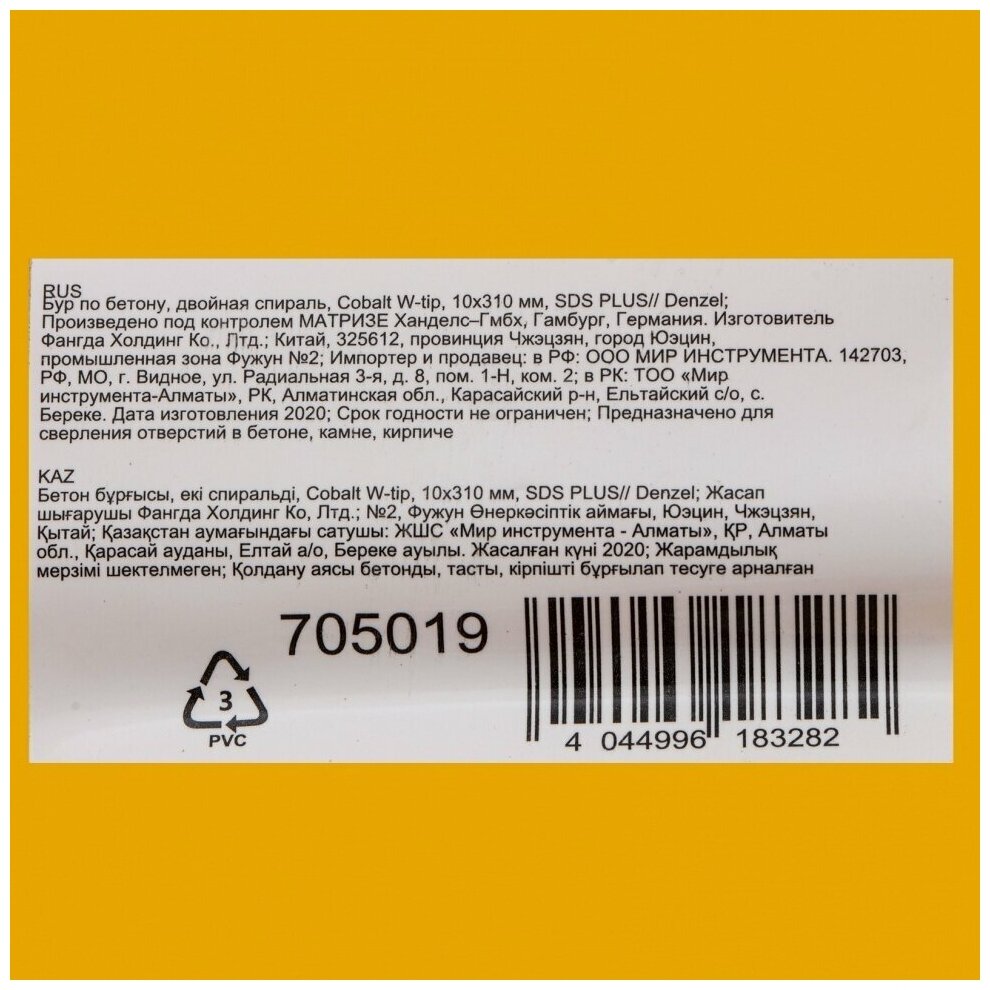 RUS
Бур по бетону, двойная спираль, Cobalt W-tip, 10x310 мм, SDS PLUS// Denzel;
Произведено под контролем МАТРИЗЕ Ханделс–Гмбх, Гамбург, Германия. Изготовитель
Фангда Холдинг Ко., Лтд.; Китай, 325612, провинция Чжэцзян, город Юэцин,
промышленная зона Фужун №2; Импортер и продавец: в РФ: ООО МИР ИНСТРУМЕНТА. 142703,
РФ, МО, г. Видное, ул. Радиальная 3-я, д. 8, пом. 1-Н, ком. 2; в РК: ТОО «Мир
инструмента-Алматы», РК, Алматинская обл., Карасайский р-н, Ельтайский с/о, с.
Береке. Дата изготовления 2020; Срок годности не ограничен; Предназначено для
сверления отверстий в бетоне, камне, кирпиче
KAZ
Бетон бұрғысы, екі спиральді, Cobalt W-tip, 10x310 мм, SDS PLUS// Denzel; Жасап
шығарушы Фангда Холдинг Ко, Лтд.; №2, Фужун Өнеркәсіптік аймағы, Юэцин, Чжэцзян,
Қытай; Қазақстан аумағындағы сатушы: ЖШС «Мир инструмента - Алматы», ҚР, Алматы
обл., Қарасай ауданы, Елтай а/о, Береке ауылы. Жасалған күні 2020; Жарамдылық
мерзімі шектелмеген; Қолдану аясы бетонды, тасты, кірпішті бұрғылап тесуге арналған
705019
3
PVC
4 044996 183282